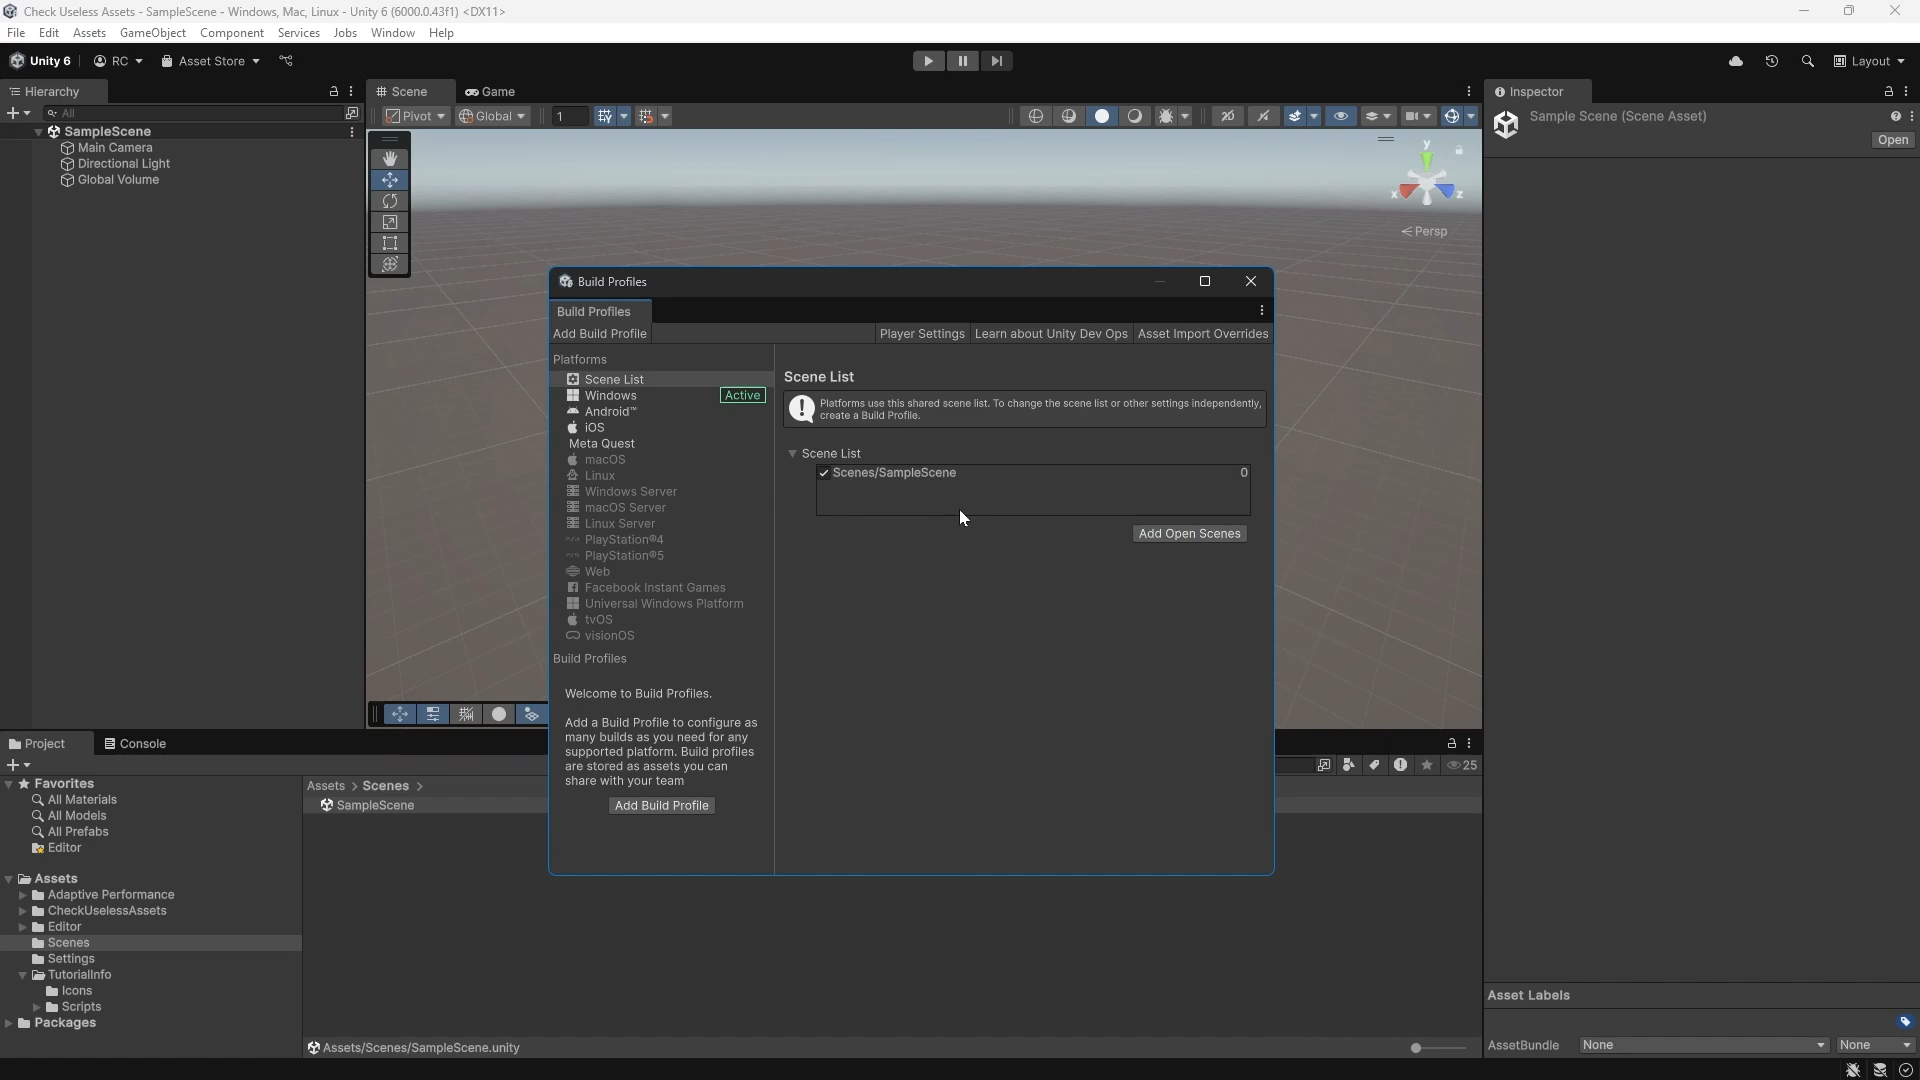 Check Useless Assets - SampleScene - Windows, Mac, Linux - Unity 6 (6000.0.43f1) <DX11>
File Edit Assets GameObject Component Services Jobs Window Help
Unity 6 RC Asset Store Layout
Hierarchy
All
SampleScene
Main Camera
Directional Light
Global Volume
Scene Game
Pivot Global 1
y
x z
Persp
Inspector
Sample Scene (Scene Asset)
Open
Build Profiles
Build Profiles
Add Build Profile Player Settings Learn about Unity Dev Ops Asset Import Overrides
Platforms
Scene List
Windows Active
Android™
iOS
Meta Quest
macOS
Linux
Windows Server
macOS Server
Linux Server
PlayStation®4
PlayStation®5
Web
Facebook Instant Games
Universal Windows Platform
tvOS
visionOS
Build Profiles
Welcome to Build Profiles.
Add a Build Profile to configure as
many builds as you need for any
supported platform. Build profiles
are stored as assets you can
share with your team
Add Build Profile
Scene List
Platforms use this shared scene list. To change the scene list or other settings independently,
create a Build Profile.
Scene List
Scenes/SampleScene 0
Add Open Scenes
Project Console
25
Favorites
All Materials
All Models
All Prefabs
Editor
Assets
Adaptive Performance
CheckUselessAssets
Editor
Scenes
Settings
TutorialInfo
Icons
Scripts
Packages
Assets > Scenes >
SampleScene
Assets/Scenes/SampleScene.unity
Asset Labels
AssetBundle None None